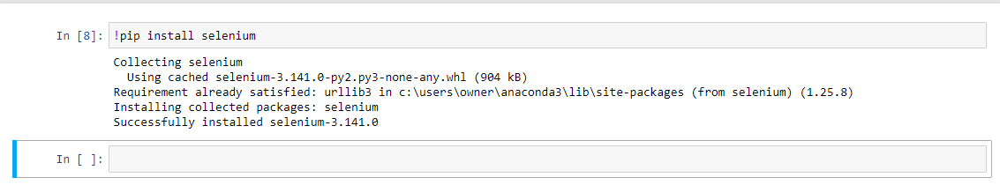 In [8]: !pip install selenium
Collecting selenium
  Using cached selenium-3.141.0-py2.py3-none-any.whl (904 kB)
Requirement already satisfied: urllib3 in c:\users\owner\anaconda3\lib\site-packages (from selenium) (1.25.8)
Installing collected packages: selenium
Successfully installed selenium-3.141.0
In [ ]: